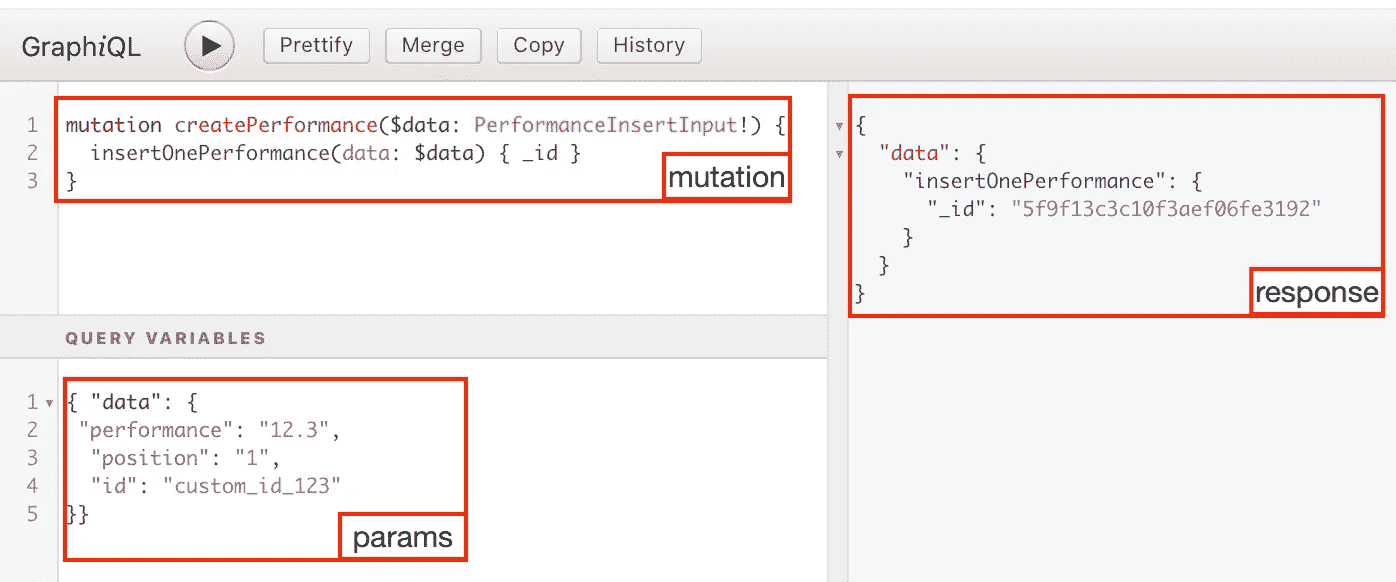 GraphiQL Prettify Merge Copy History
1 mutation createPerformance($data: PerformanceInsertInput!) {
2 insertOnePerformance(data: $data) { _id }
3 }
mutation
QUERY VARIABLES
1 { "data": {
2 "performance": "12.3",
3 "position": "1",
4 "id": "custom_id_123"
5 }}
params
{
"data": {
"insertOnePerformance": {
"_id": "5f9f13c3c10f3aef06fe3192"
}
}
}
response